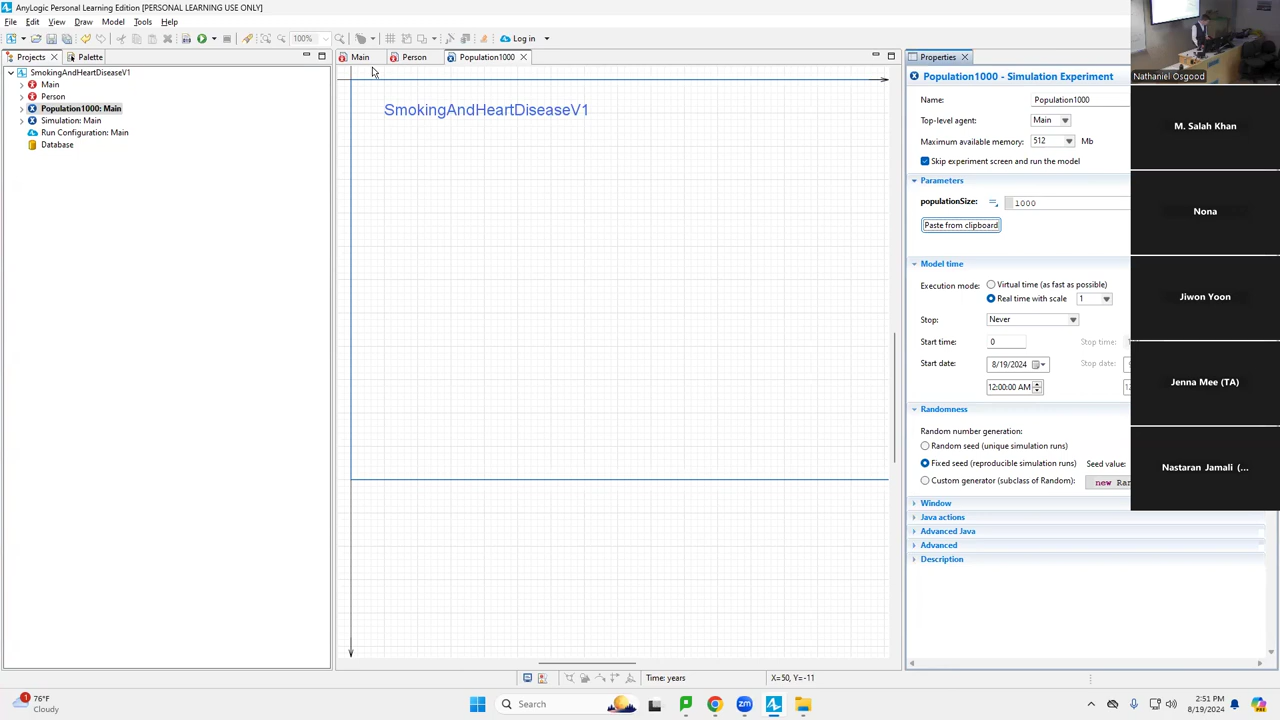 AnyLogic Personal Learning Edition [PERSONAL LEARNING USE ONLY]
File Edit View Draw Model Tools Help
100% Log in
Projects Palette
Main Person Population1000
Properties
SmokingAndHeartDiseaseV1
Main
Person
Population1000: Main
Simulation: Main
Run Configuration: Main
Database
SmokingAndHeartDiseaseV1
Population1000 - Simulation Experiment
Name: Population1000
Top-level agent: Main
Maximum available memory: 512 Mb
Skip experiment screen and run the model
Parameters
populationSize: 1000
Paste from clipboard
Model time
Execution mode: Virtual time (as fast as possible)
Real time with scale 1
Stop: Never
Start time: 0 Stop time:
Start date: 8/19/2024 Stop date:
12:00:00 AM
Randomness
Random number generation:
Random seed (unique simulation runs)
Fixed seed (reproducible simulation runs) Seed value:
Custom generator (subclass of Random): new Ran
Window
Java actions
Advanced Java
Advanced
Description
Nathaniel Osgood
M. Salah Khan
Nona
Jiwon Yoon
Jenna Mee (TA)
Nastaran Jamali (...
Time: years X=50, Y=-11
76°F
Cloudy
Search
2:51 PM
8/19/2024